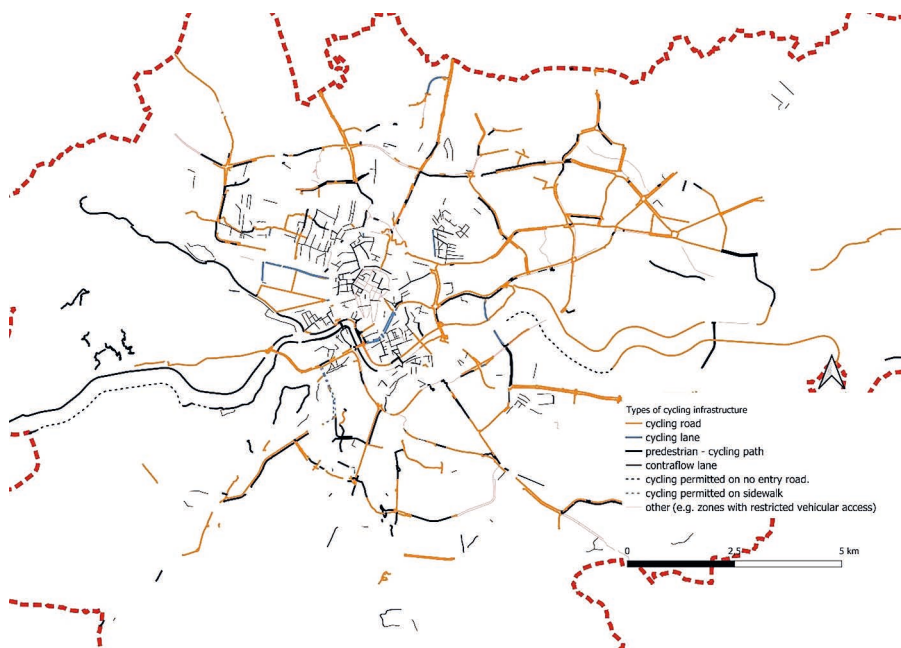 Types of cycling infrastructure
cycling road
cycling lane
predestrian - cycling path
contraflow lane
cycling permitted on no entry road.
cycling permitted on sidewalk
other (e.g. zones with restricted vehicular access)
0 2,5 5 km